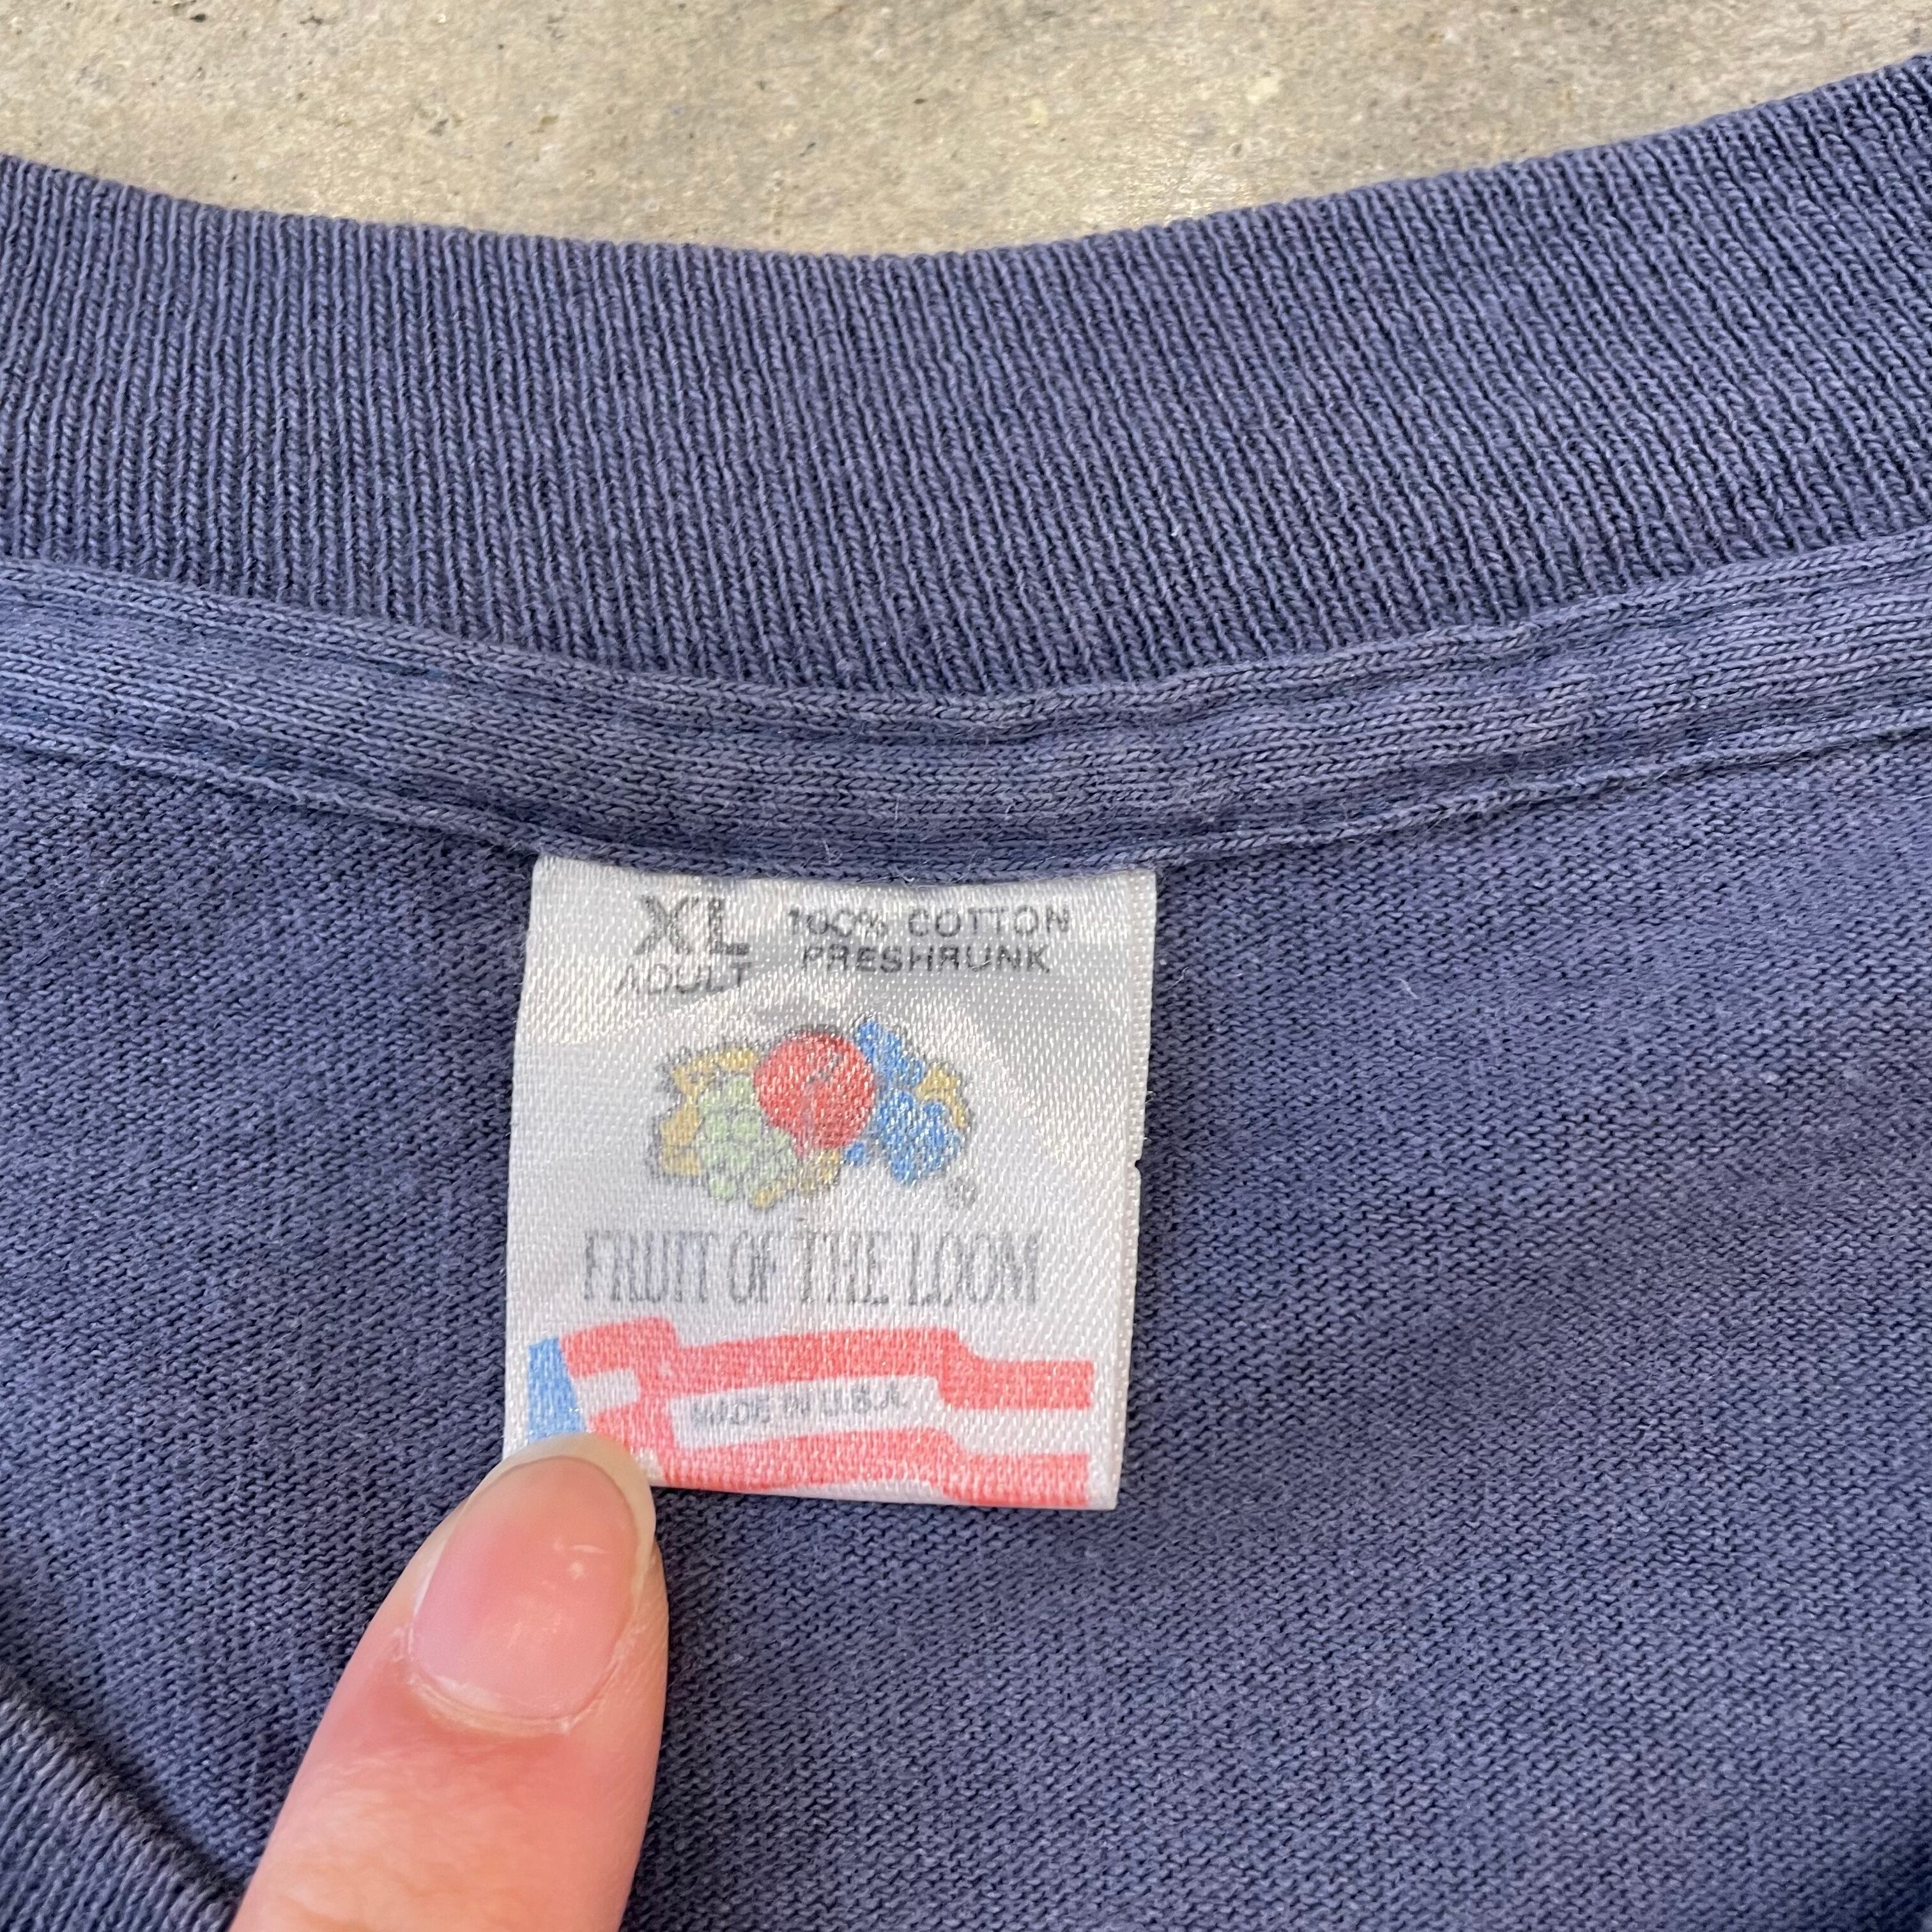 XL 100% COTTON
ADULT PRESHRUNK
®
FRUIT OF THE LOOM
MADE IN U.S.A.